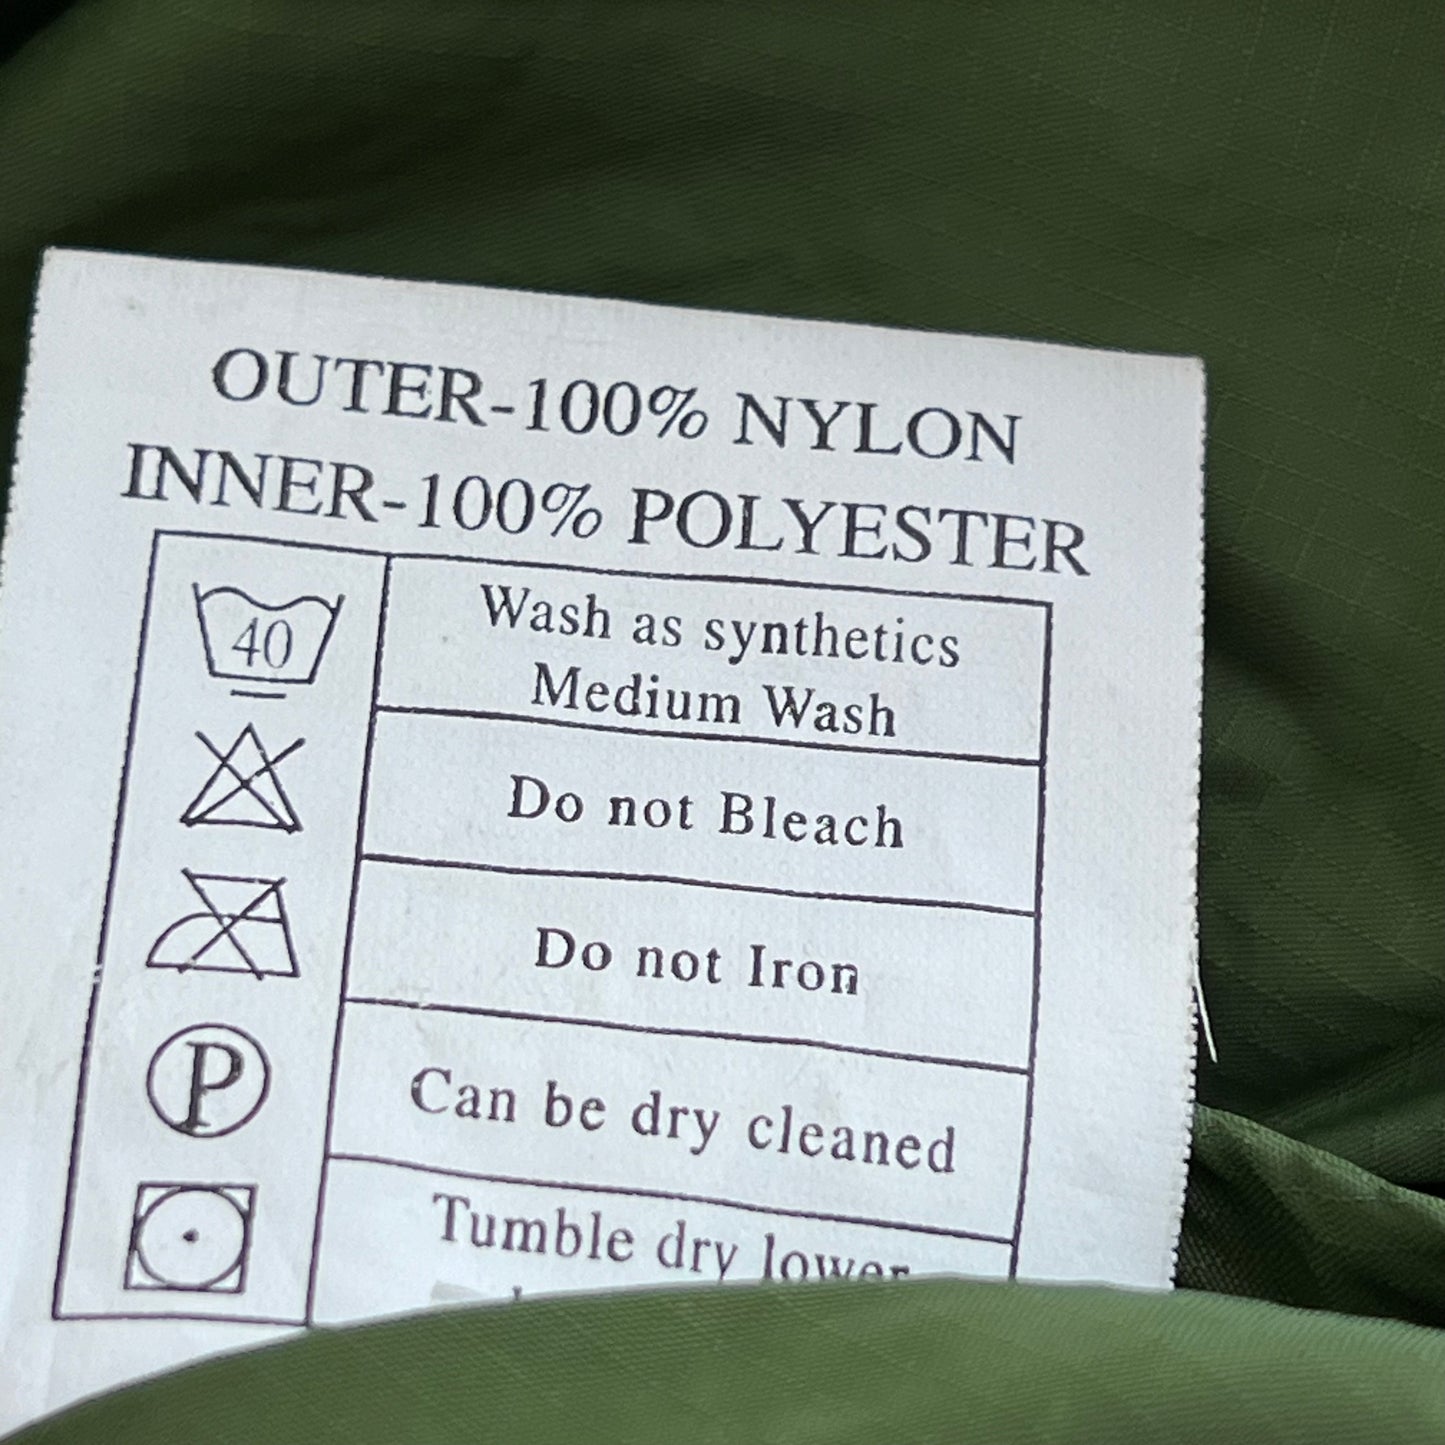 OUTER-100% NYLON
INNER-100% POLYESTER
40
Wash as synthetics
Medium Wash
Do not Bleach
Do not Iron
P
Can be dry cleaned
Tumble dry lower